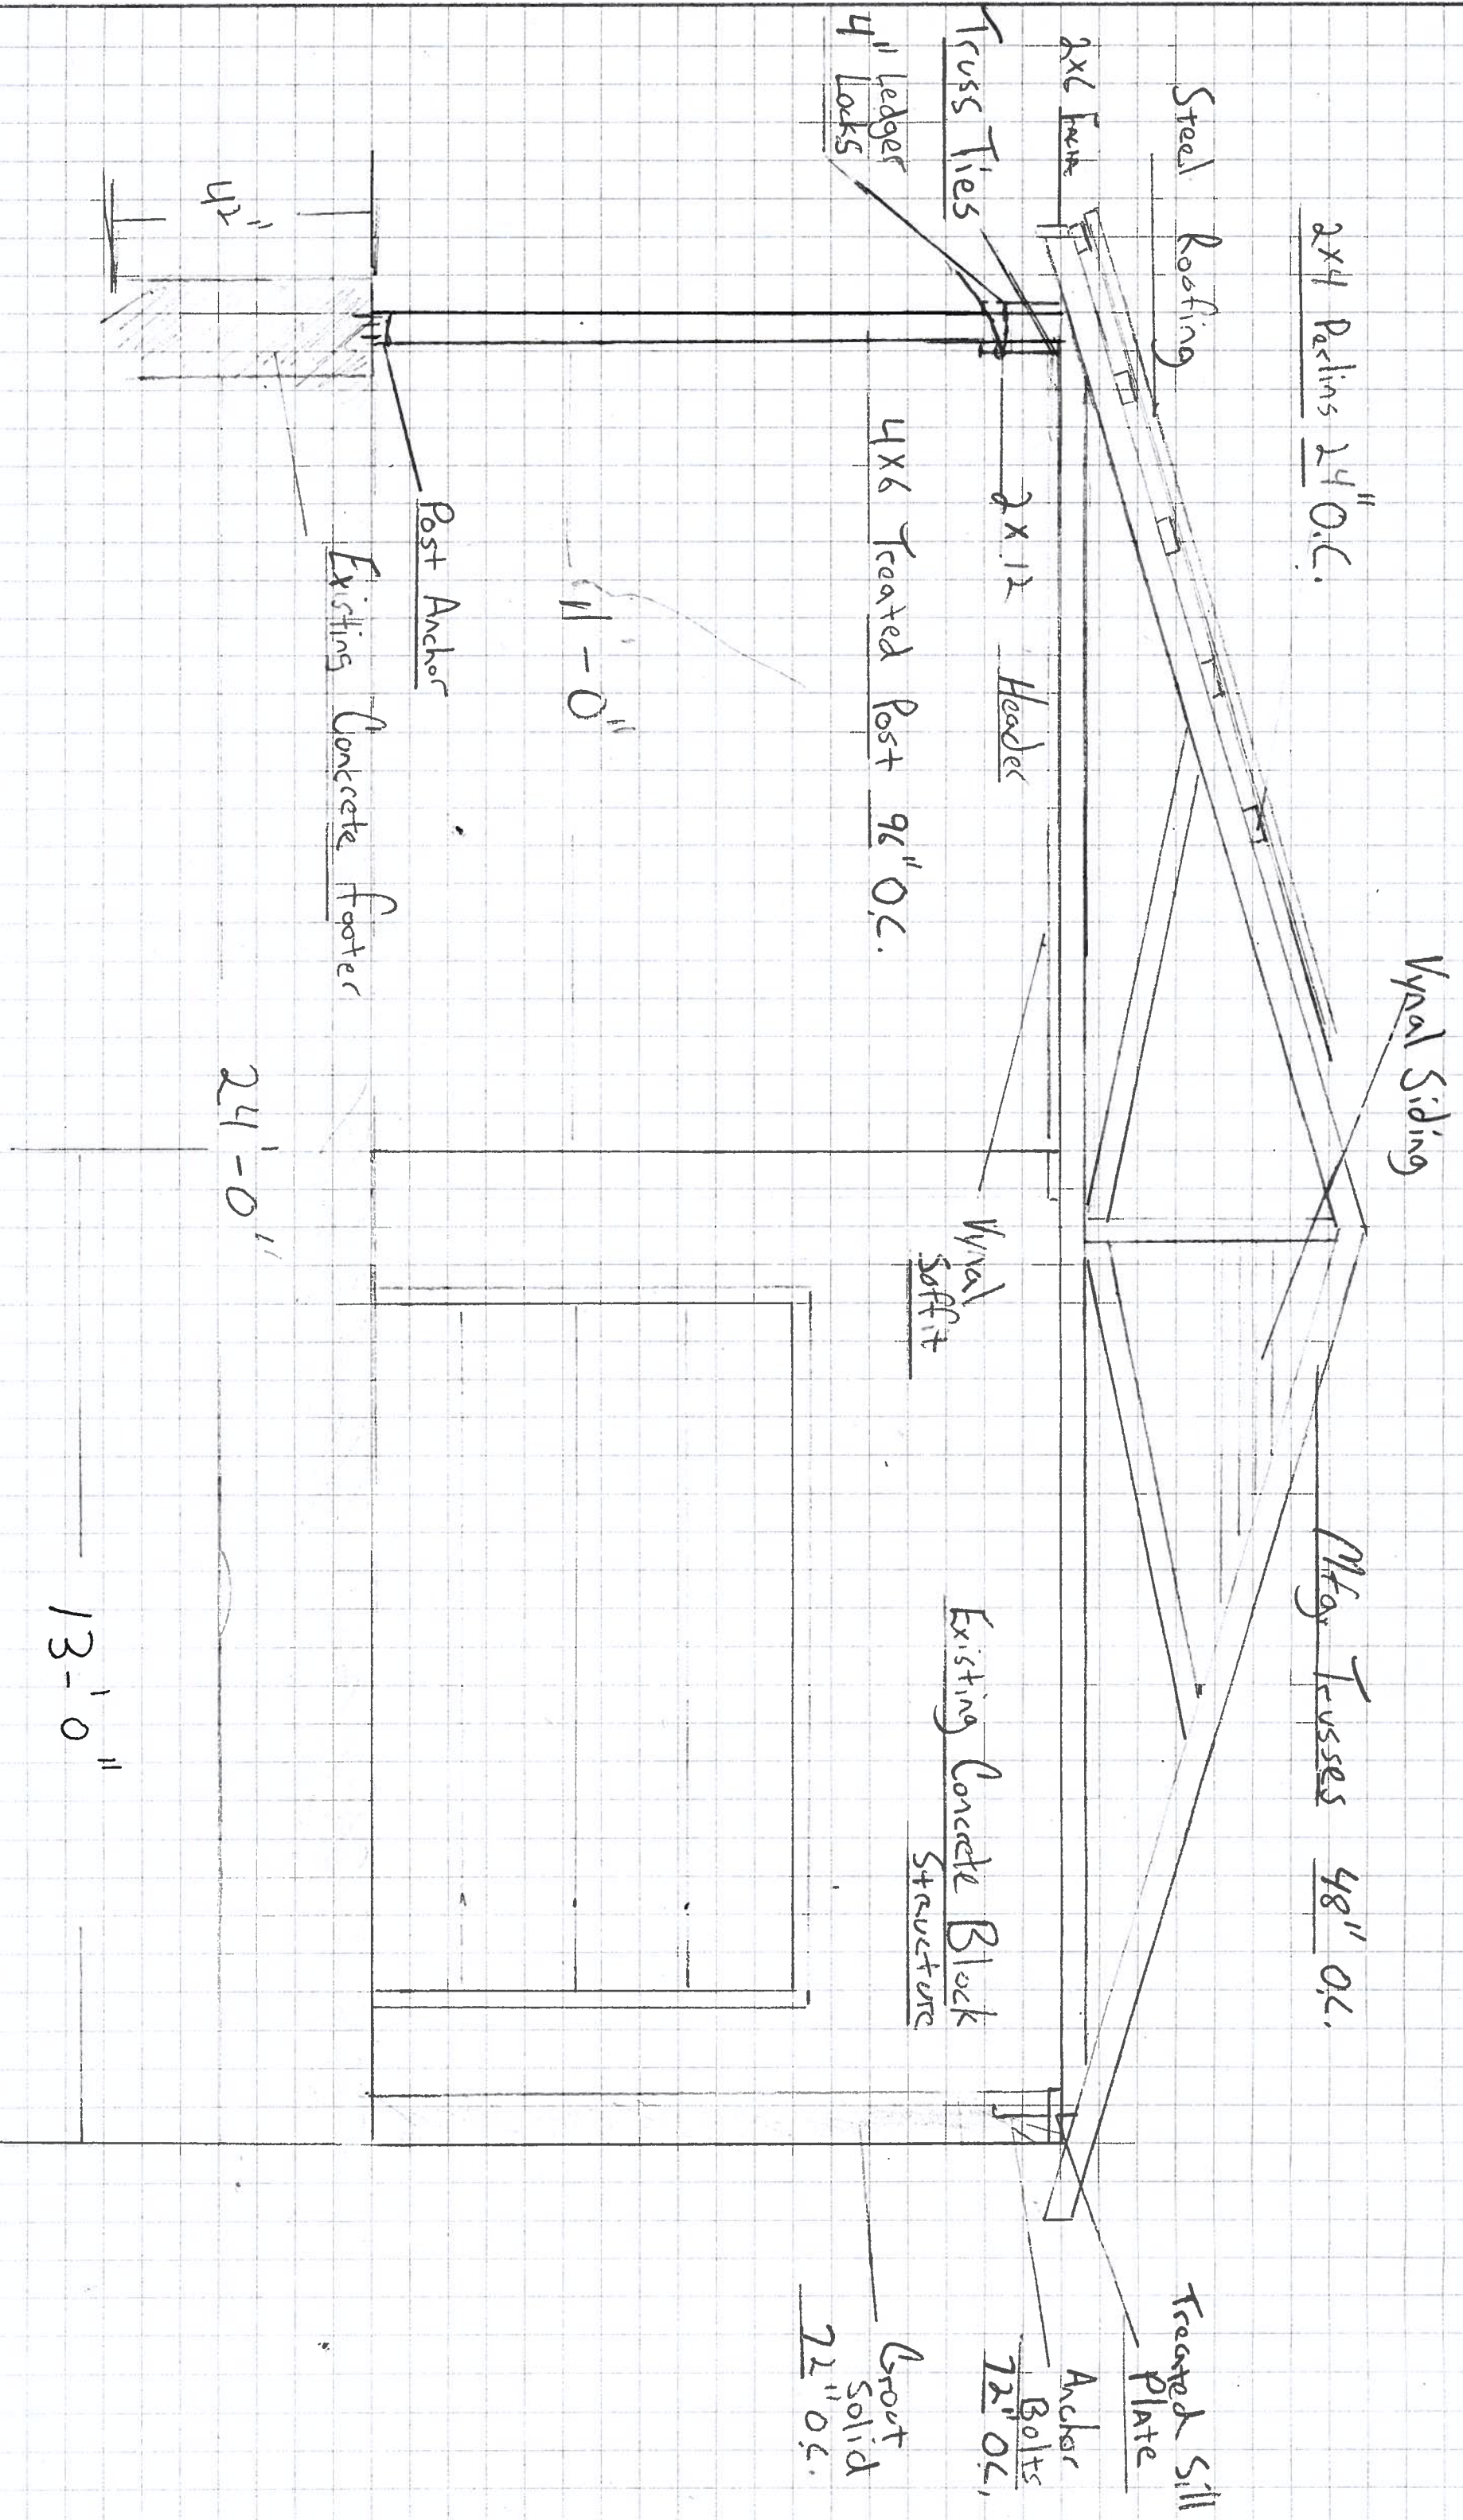 Vynal Siding
2x4 Perlins 24" O.C.
Mfg. Trusses 48" O.C.
Steel Roofing
2x6 Facia
Truss Ties
4" Ledger
Locks
Treated Sill
Plate
Anchor
Bolts
72" O.C.
2x12 Header
Vynal
Soffit
Existing Concrete Block
Structure
4x6 Treated Post 96" O.C.
Grout
Solid
72" O.C.
11'-0"
Post Anchor
Existing Concrete footer
42"
24'-0"
13'-0"